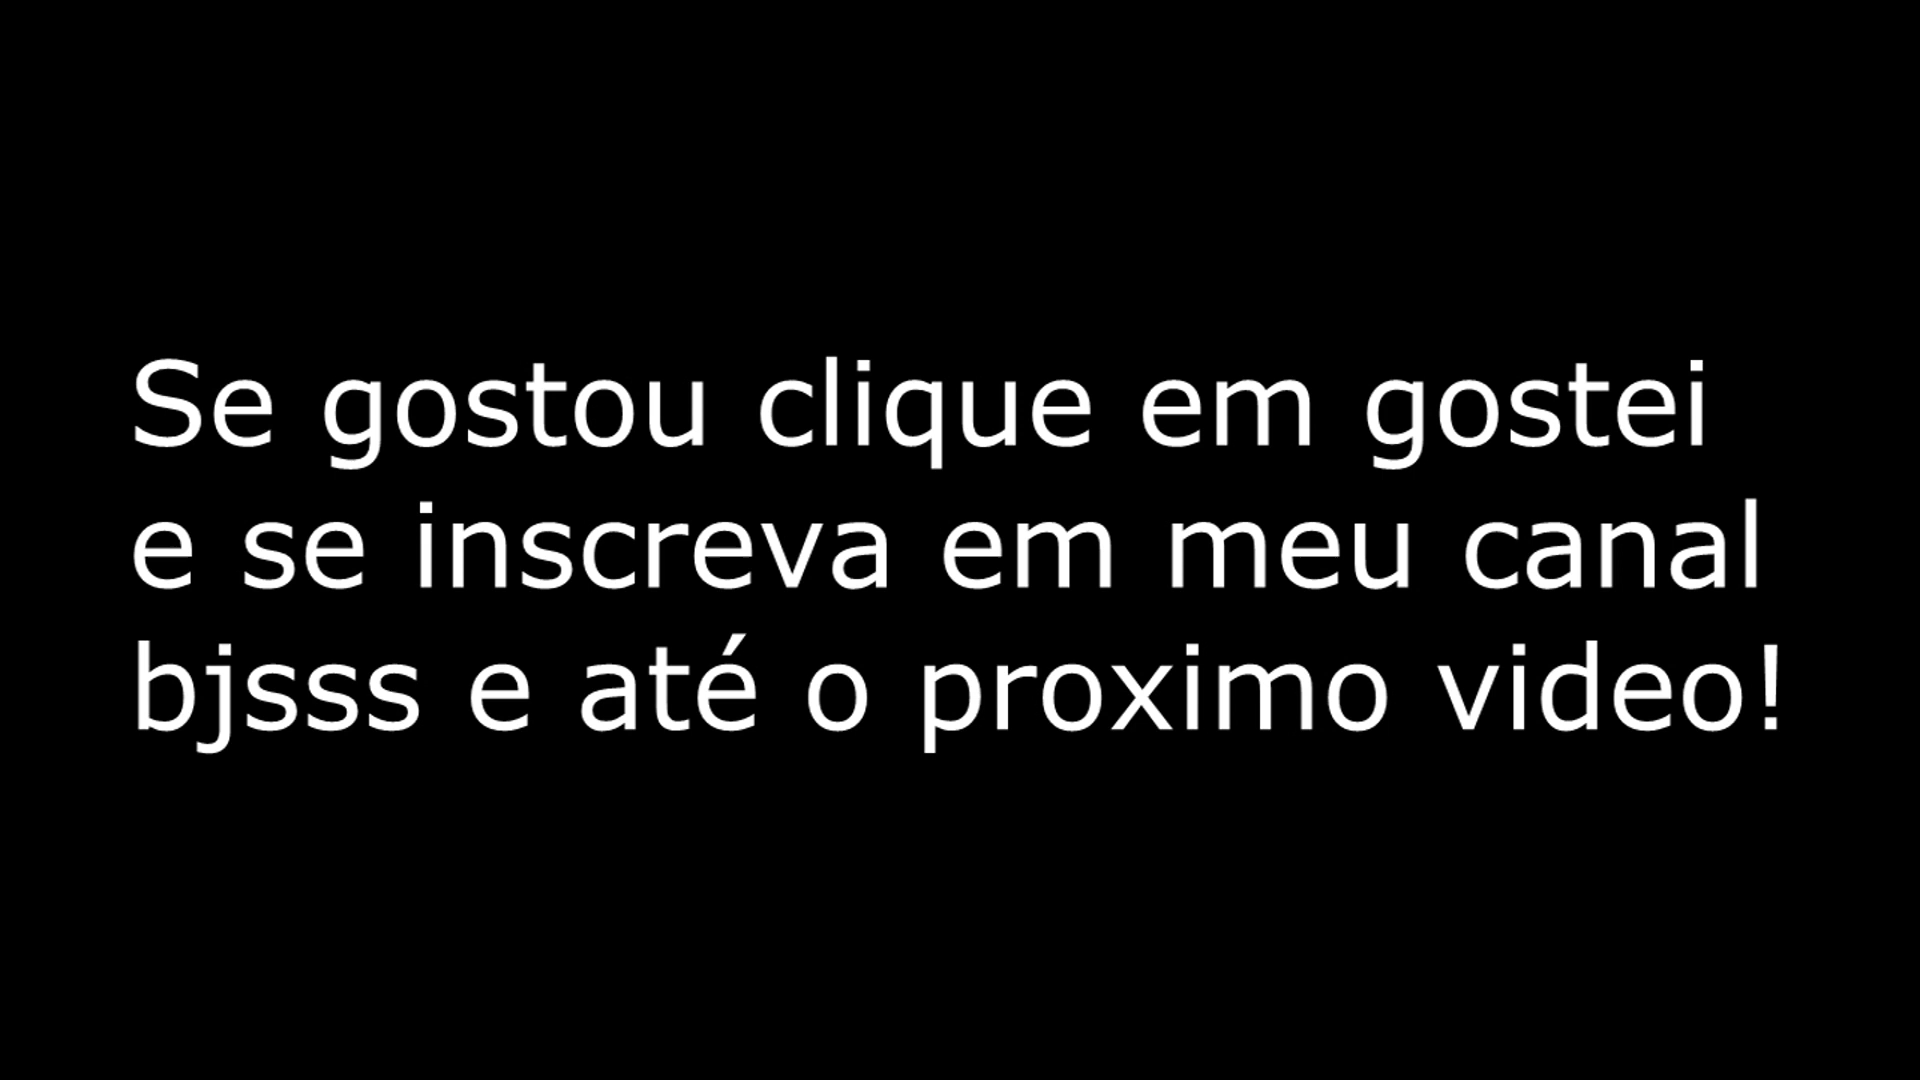 Se gostou clique em gostei
e se inscreva em meu canal
bjsss e até o proximo video!